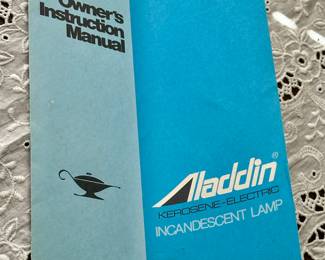 Owner's
Instruction
Manual
Aladdin®
KEROSENE-ELECTRIC
INCANDESCENT LAMP